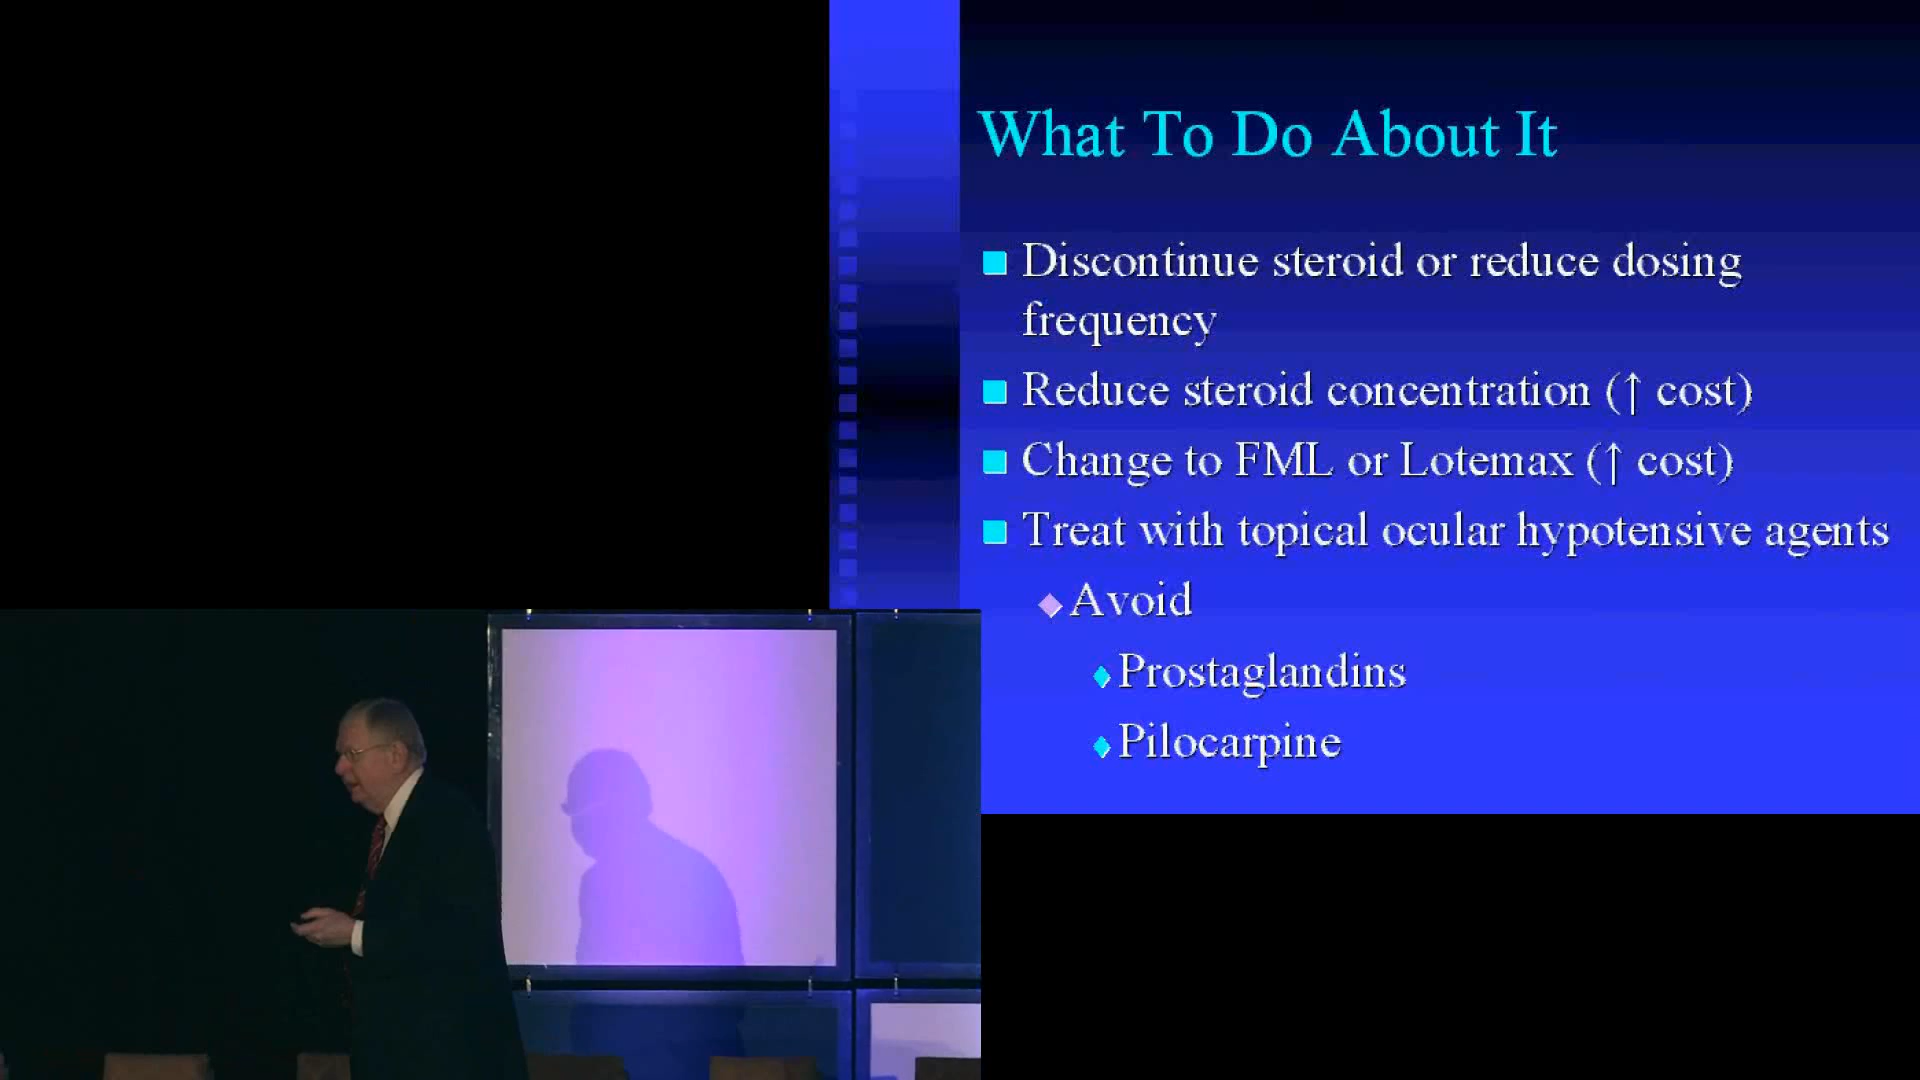 What To Do About It
Discontinue steroid or reduce dosing
frequency
Reduce steroid concentration (↑ cost)
Change to FML or Lotemax (↑ cost)
Treat with topical ocular hypotensive agents
Avoid
Prostaglandins
Pilocarpine